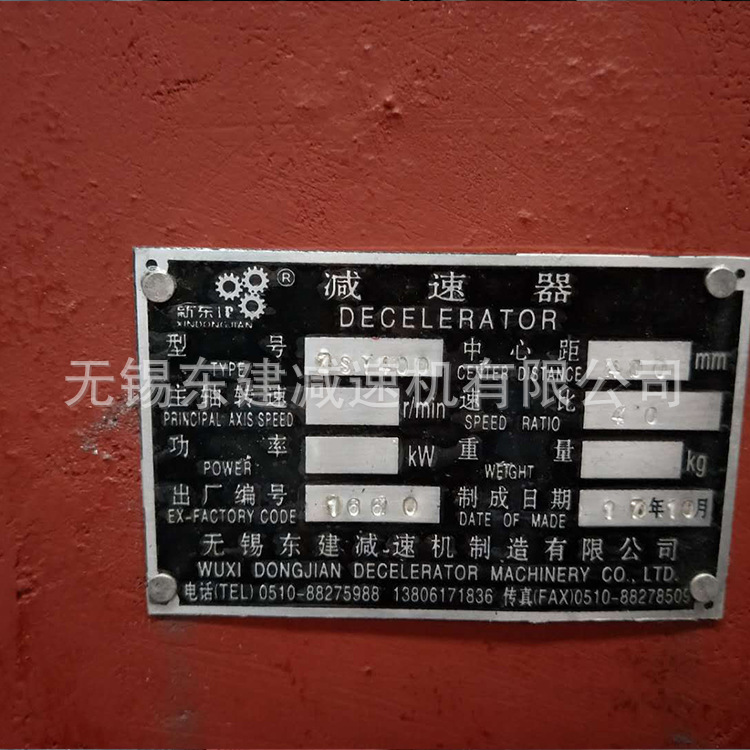 ® 减速器
新东
XINDONGJIAN
DECELERATOR
型号 中心距 mm
TYPE CENTER DISTANCE
无锡东建减速机有限公司
主轴转速 r/min 速比 40
PRINCIPAL AXIS SPEED SPEED RATIO
功率 kW 重量 kg
POWER WEIGHT
出厂编号 1660 制成日期 年10月
EX-FACTORY CODE DATE OF MADE
无锡东建减速机制造有限公司
WUXI DONGJIAN DECELERATOR MACHINERY CO., LTD.
电话(TEL) 0510-88275988 13806171836 传真(FAX)0510-88278509